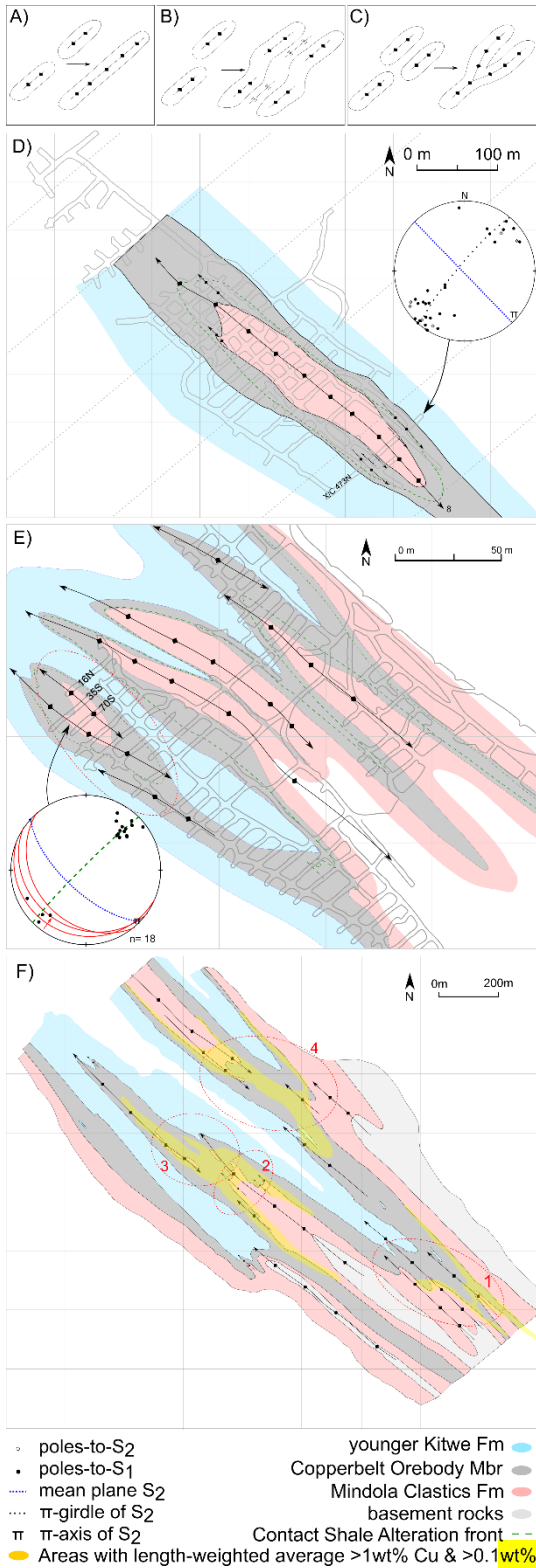 A)
B)
C)
D)
N
0 m 100 m
N
π
X/C 473N
8
E)
N
0 m 50 m
16N
35S
70S
π
n= 18
F)
N
0m 200m
4
3
2
1
poles-to-S2
poles-to-S1
mean plane S2
π-girdle of S2
π π-axis of S2
Areas with length-weighted average >1wt% Cu & >0.1wt%
younger Kitwe Fm
Copperbelt Orebody Mbr
Mindola Clastics Fm
basement rocks
Contact Shale Alteration front